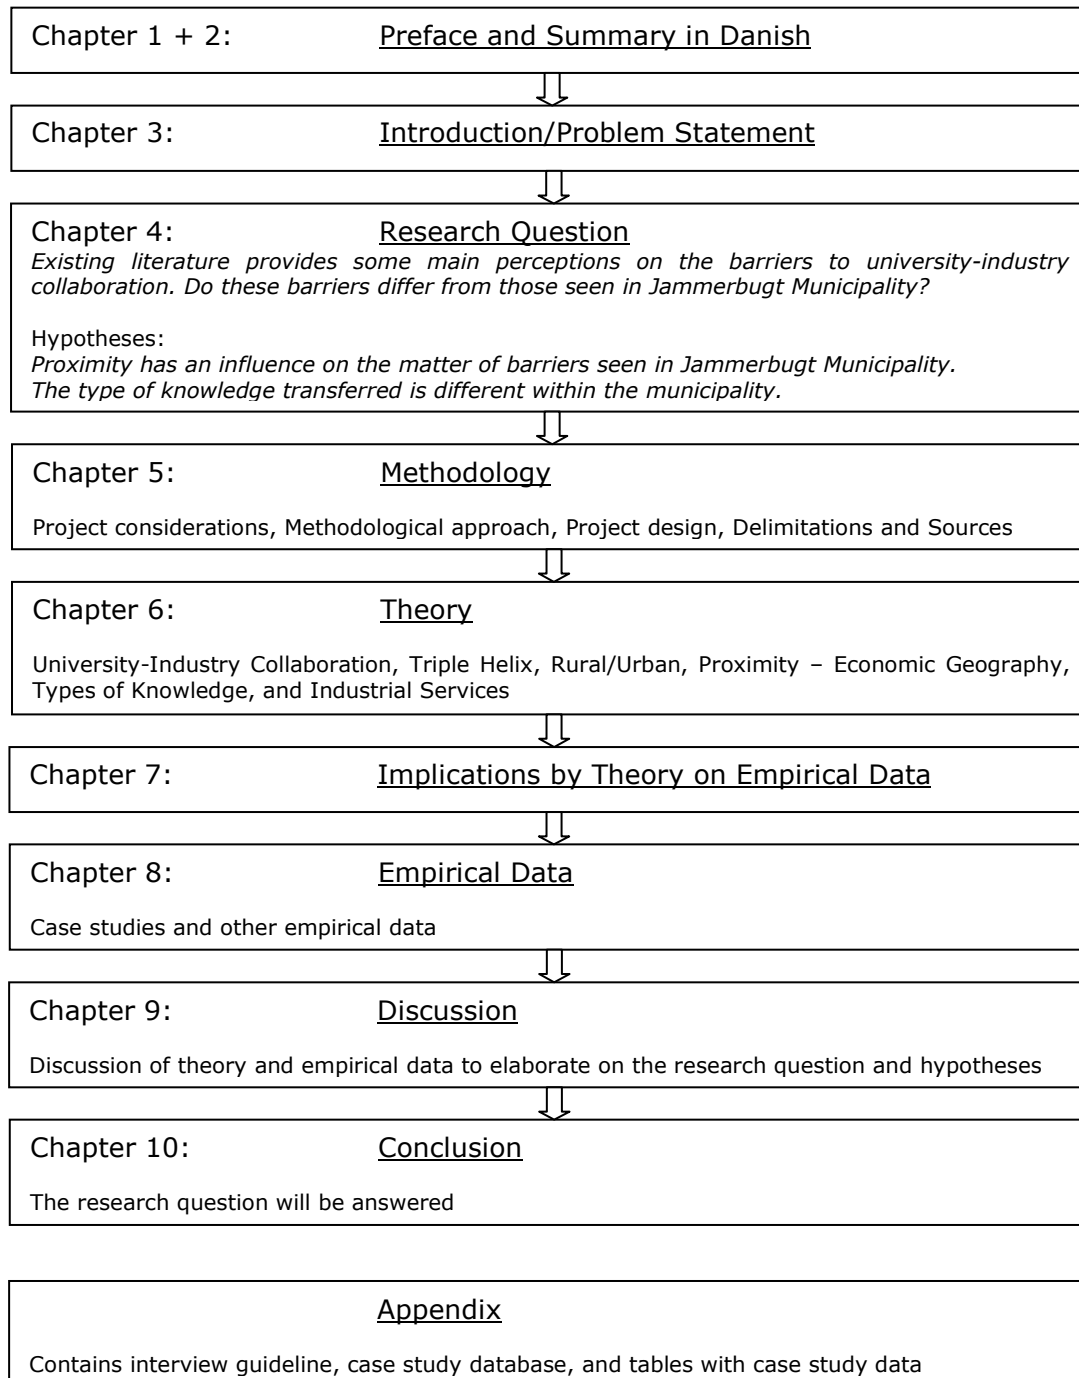 Chapter 1 + 2: Preface and Summary in Danish
Chapter 3: Introduction/Problem Statement
Chapter 4: Research Question
Existing literature provides some main perceptions on the barriers to university-industry
collaboration. Do these barriers differ from those seen in Jammerbugt Municipality?
Hypotheses:
Proximity has an influence on the matter of barriers seen in Jammerbugt Municipality.
The type of knowledge transferred is different within the municipality.
Chapter 5: Methodology
Project considerations, Methodological approach, Project design, Delimitations and Sources
Chapter 6: Theory
University-Industry Collaboration, Triple Helix, Rural/Urban, Proximity – Economic Geography,
Types of Knowledge, and Industrial Services
Chapter 7: Implications by Theory on Empirical Data
Chapter 8: Empirical Data
Case studies and other empirical data
Chapter 9: Discussion
Discussion of theory and empirical data to elaborate on the research question and hypotheses
Chapter 10: Conclusion
The research question will be answered
Appendix
Contains interview guideline, case study database, and tables with case study data